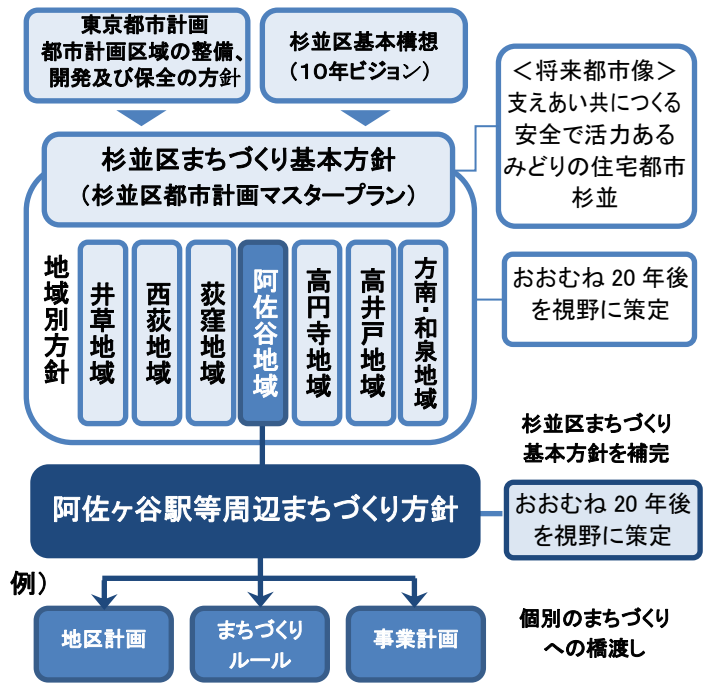 東京都市計画
都市計画区域の整備、
開発及び保全の方針
杉並区基本構想
（１０年ビジョン）
＜将来都市像＞
支えあい共につくる
安全で活力ある
みどりの住宅都市
杉並
杉並区まちづくり基本方針
（杉並区都市計画マスタープラン）
地域別方針
井草地域
西荻地域
荻窪地域
阿佐谷地域
高円寺地域
高井戸地域
方南・和泉地域
おおむね 20 年後
を視野に策定
杉並区まちづくり
基本方針を補完
阿佐ヶ谷駅等周辺まちづくり方針
おおむね 20 年後
を視野に策定
例）
地区計画
まちづくり
ルール
事業計画
個別のまちづくり
への橋渡し